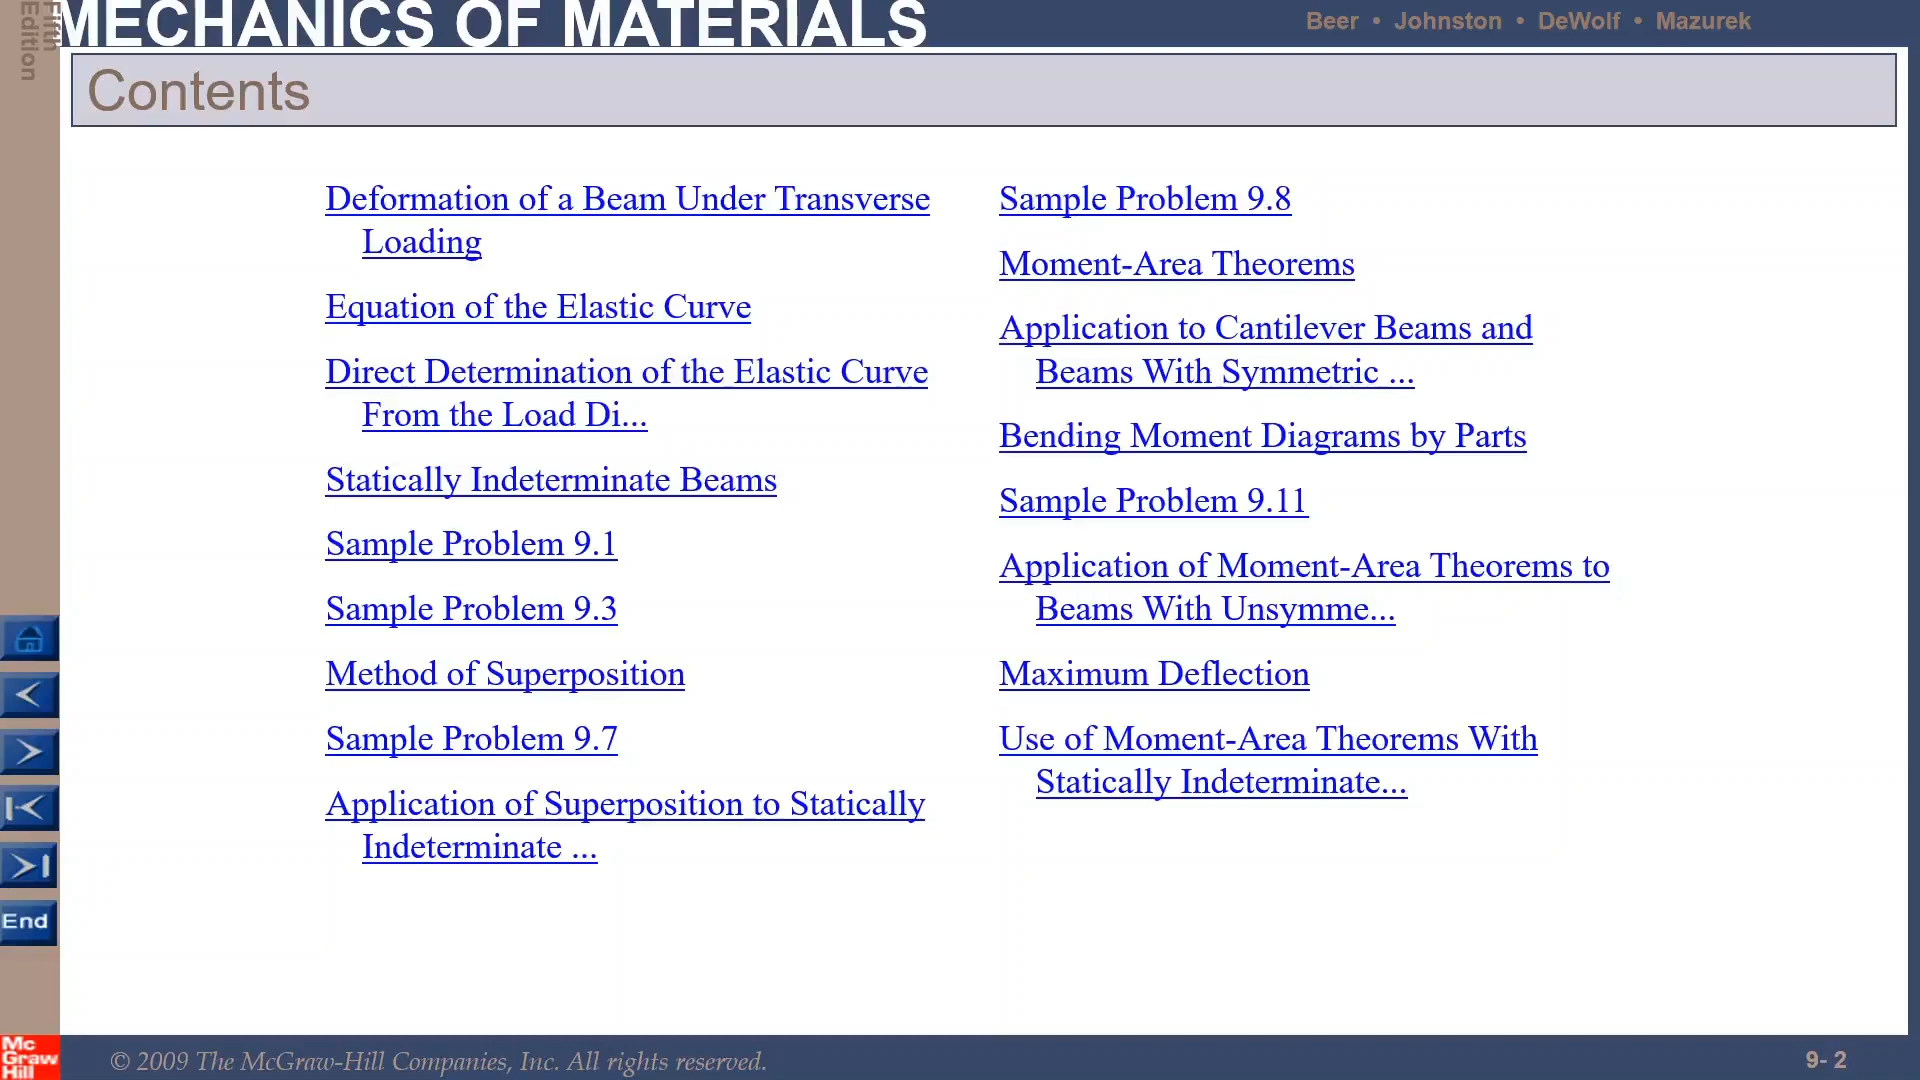 Fifth
Edition
MECHANICS OF MATERIALS
Beer • Johnston • DeWolf • Mazurek
Contents
Deformation of a Beam Under Transverse
Loading
Equation of the Elastic Curve
Direct Determination of the Elastic Curve
From the Load Di...
Statically Indeterminate Beams
Sample Problem 9.1
Sample Problem 9.3
Method of Superposition
Sample Problem 9.7
Application of Superposition to Statically
Indeterminate ...
Sample Problem 9.8
Moment-Area Theorems
Application to Cantilever Beams and
Beams With Symmetric ...
Bending Moment Diagrams by Parts
Sample Problem 9.11
Application of Moment-Area Theorems to
Beams With Unsymme...
Maximum Deflection
Use of Moment-Area Theorems With
Statically Indeterminate...
End
Mc
Graw
Hill
© 2009 The McGraw-Hill Companies, Inc. All rights reserved.
9- 2